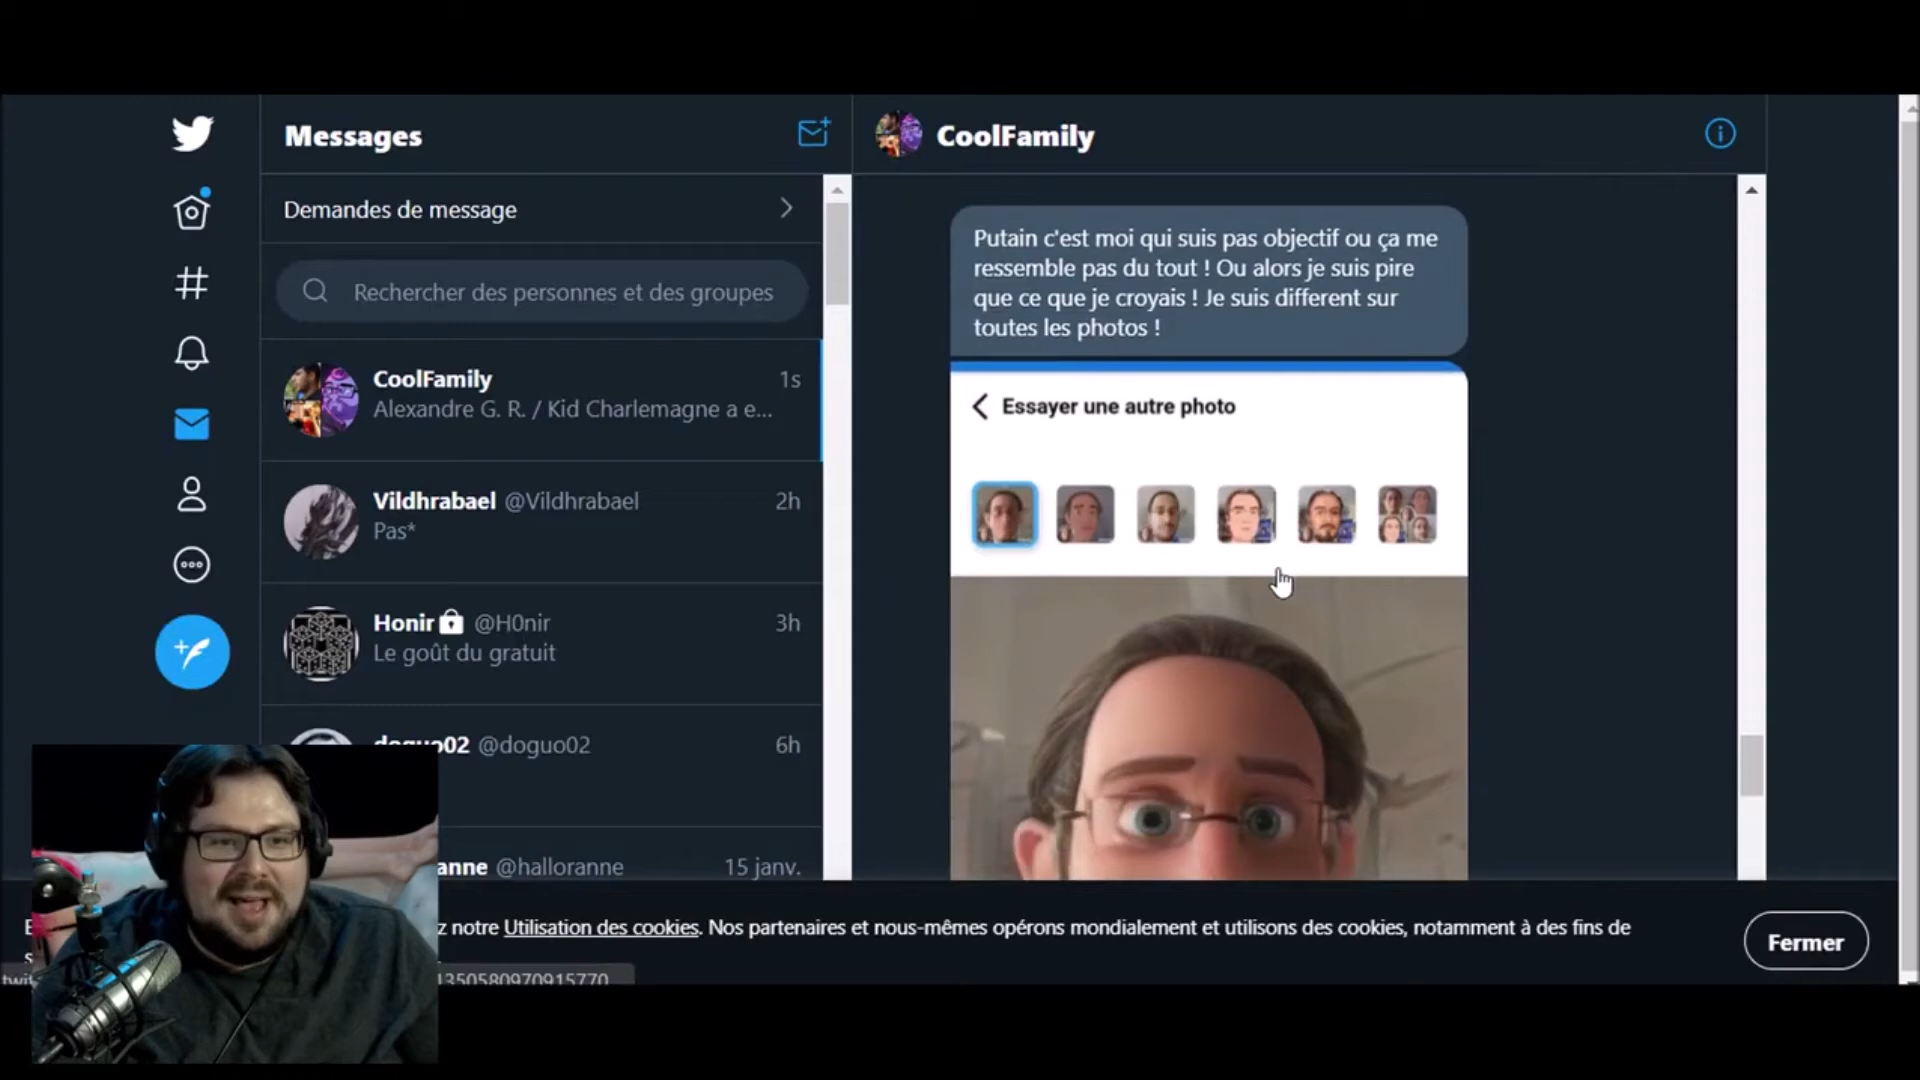 Messages
Demandes de message
Rechercher des personnes et des groupes
CoolFamily
1s
Alexandre G. R. / Kid Charlemagne a e...
Vildhrabael @Vildhrabael
2h
Pas*
Honir @H0nir
3h
Le goût du gratuit
doguo02 @doguo02
6h
anne @halloranne
15 janv.
CoolFamily
Putain c'est moi qui suis pas objectif ou ça me
ressemble pas du tout ! Ou alors je suis pire
que ce que je croyais ! Je suis different sur
toutes les photos !
Essayer une autre photo
z notre Utilisation des cookies. Nos partenaires et nous-mêmes opérons mondialement et utilisons des cookies, notamment à des fins de
Fermer
1350580970915770